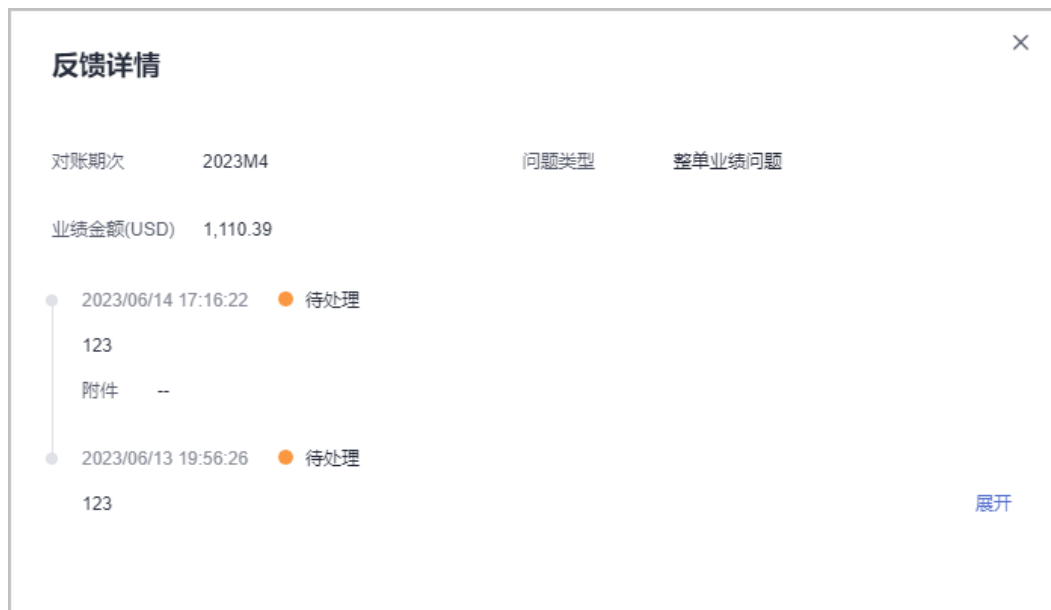 反馈详情
对账期次 2023M4 问题类型 整单业绩问题
业绩金额(USD) 1,110.39
2023/06/14 17:16:22 待处理
123
附件 --
2023/06/13 19:56:26 待处理
123 展开